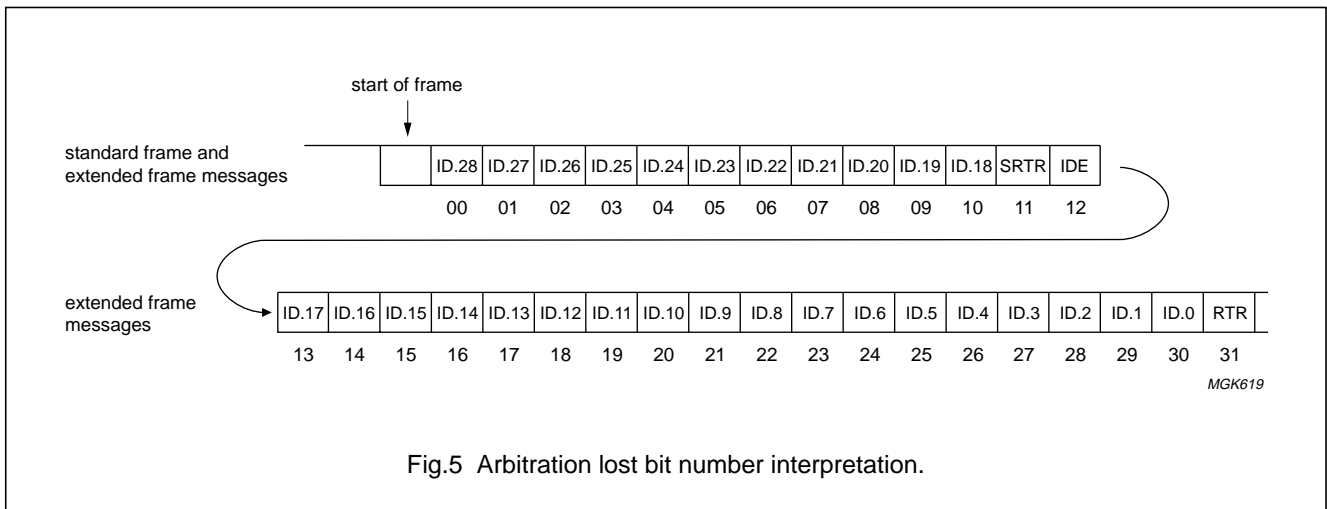 start of frame
standard frame and
extended frame messages
ID.28 ID.27 ID.26 ID.25 ID.24 ID.23 ID.22 ID.21 ID.20 ID.19 ID.18 SRTR IDE
00 01 02 03 04 05 06 07 08 09 10 11 12
extended frame
messages
ID.17 ID.16 ID.15 ID.14 ID.13 ID.12 ID.11 ID.10 ID.9 ID.8 ID.7 ID.6 ID.5 ID.4 ID.3 ID.2 ID.1 ID.0 RTR
13 14 15 16 17 18 19 20 21 22 23 24 25 26 27 28 29 30 31
MGK619
Fig.5 Arbitration lost bit number interpretation.